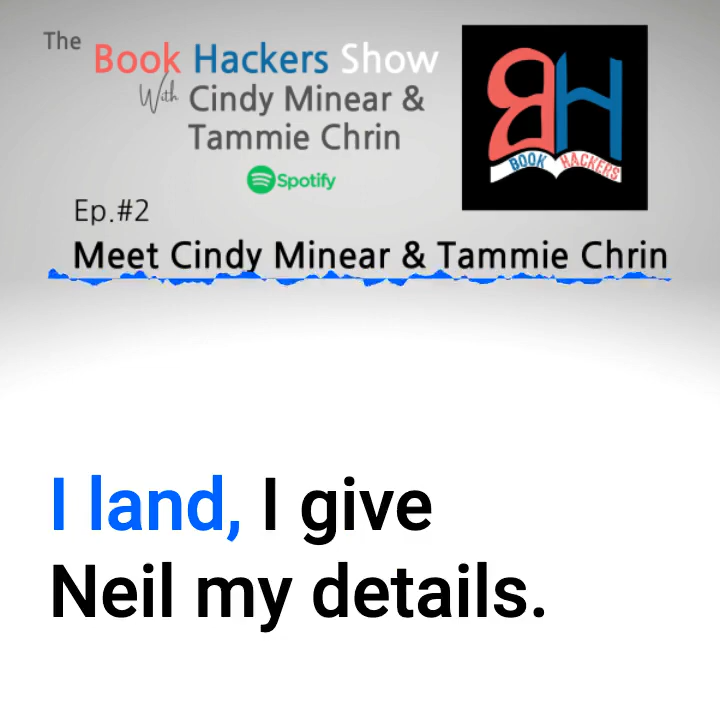 The
Book Hackers Show
With Cindy Minear &
Tammie Chrin
Spotify
BH
BOOK HACKERS
Ep.#2
Meet Cindy Minear & Tammie Chrin
I land, I give
Neil my details.